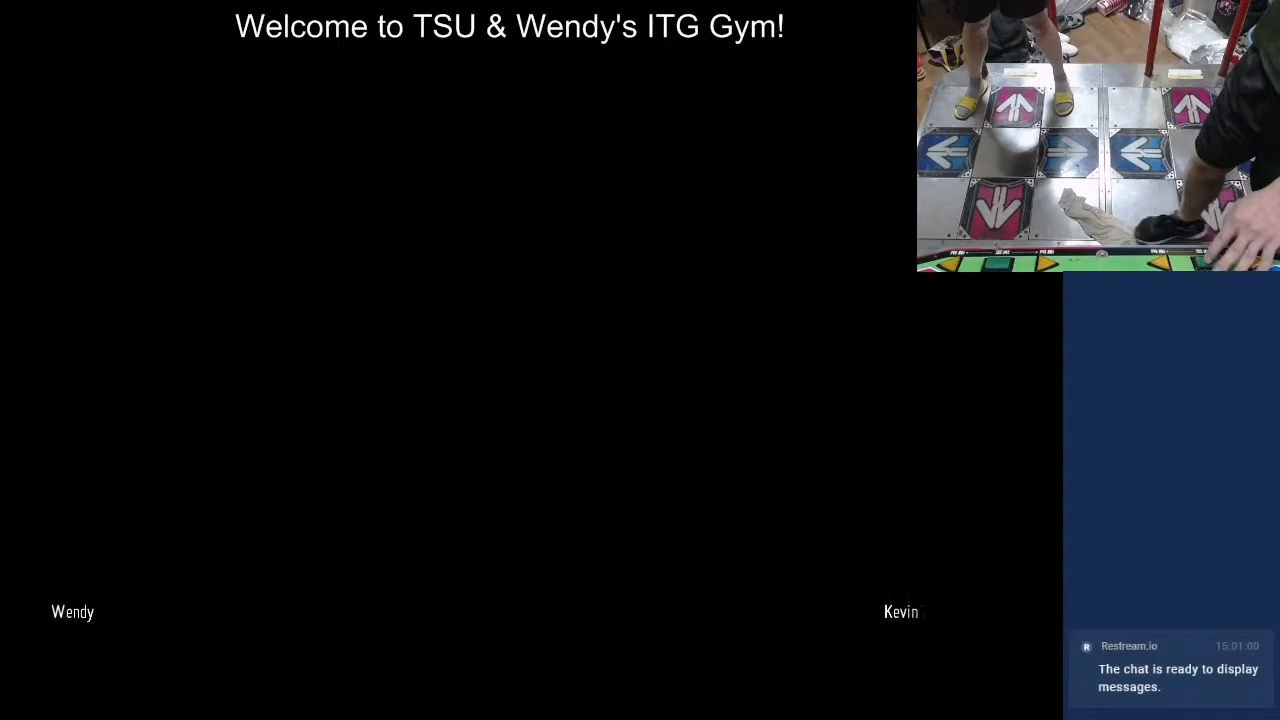 Welcome to TSU & Wendy's ITG Gym!
Wendy
Kevin
Restream.io 15:01:00
The chat is ready to display
messages.